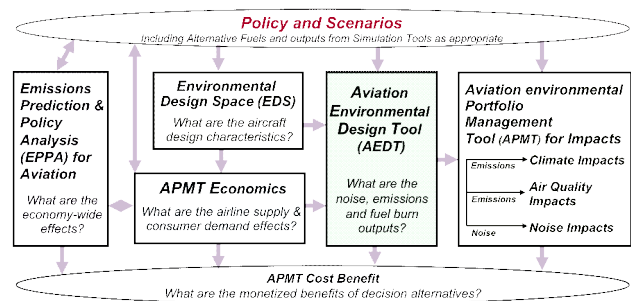 Policy and Scenarios
Including Alternative Fuels and outputs from Simulation Tools as appropriate
Emissions
Prediction &
Policy
Analysis
(EPPA) for
Aviation
What are the
economy-wide
effects?
Environmental
Design Space (EDS)
What are the aircraft
design characteristics?
APMT Economics
What are the airline supply &
consumer demand effects?
Aviation
Environmental
Design Tool
(AEDT)
What are the
noise, emissions
and fuel burn
outputs?
Aviation environmental
Portfolio
Management
Tool (APMT) for Impacts
Emissions
Climate Impacts
Emissions
Air Quality
Impacts
Noise
Noise Impacts
APMT Cost Benefit
What are the monetized benefits of decision alternatives?